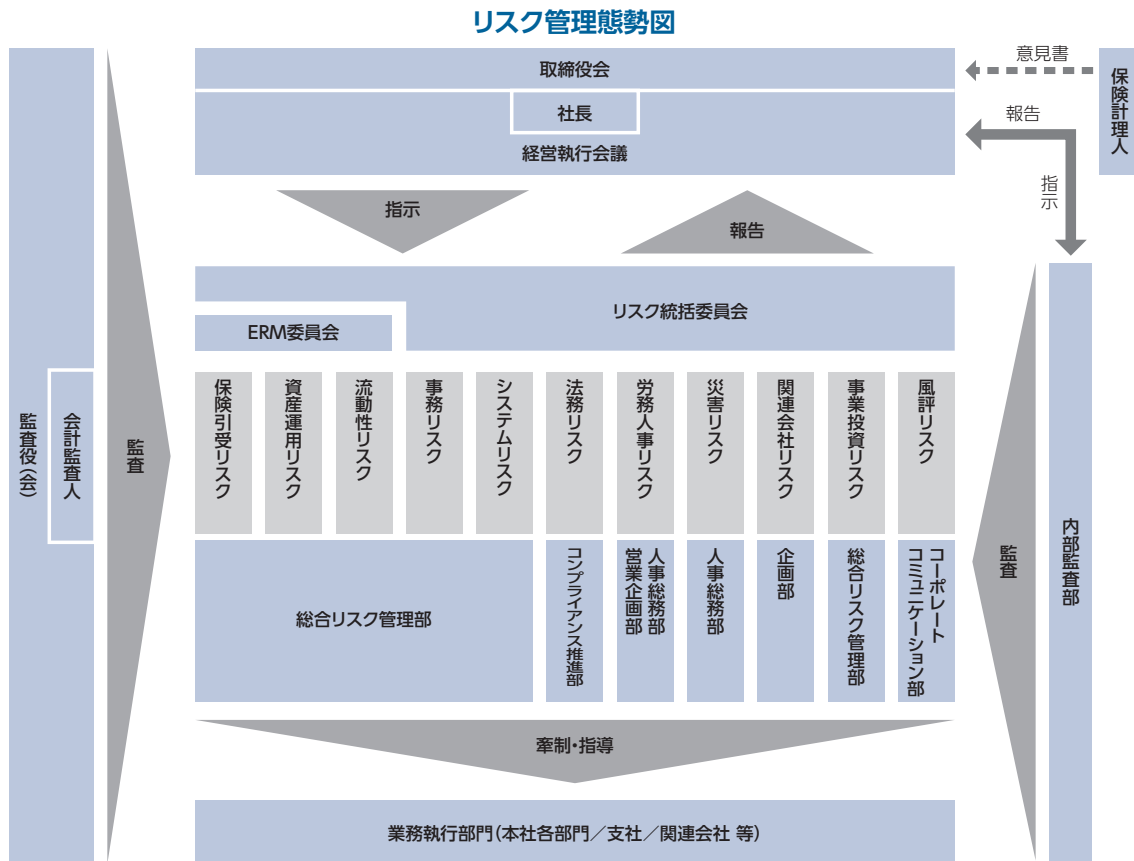 リスク管理態勢図
取締役会
社長
経営執行会議
意見書
保険計理人
報告
指示
指示
報告
リスク統括委員会
ERM委員会
監査役(会)
会計監査人
監査
保険引受リスク
資産運用リスク
流動性リスク
事務リスク
システムリスク
法務リスク
労務人事リスク
災害リスク
関連会社リスク
事業投資リスク
風評リスク
総合リスク管理部
コンプライアンス推進部
人事総務部
営業企画部
人事総務部
企画部
総合リスク管理部
コーポレート
コミュニケーション部
監査
内部監査部
牽制・指導
業務執行部門(本社各部門/支社/関連会社 等)